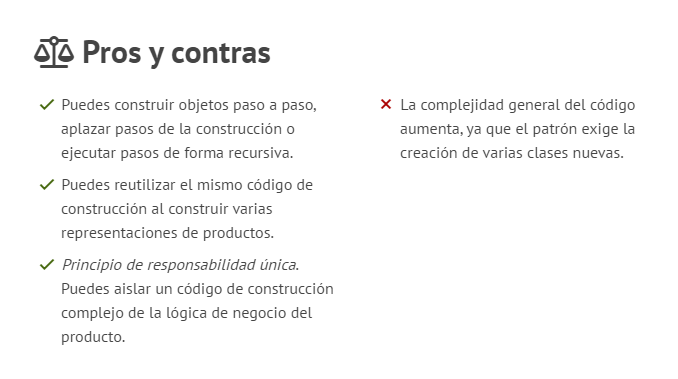 Pros y contras
Puedes construir objetos paso a paso,
aplazar pasos de la construcción o
ejecutar pasos de forma recursiva.
Puedes reutilizar el mismo código de
construcción al construir varias
representaciones de productos.
Principio de responsabilidad única.
Puedes aislar un código de construcción
complejo de la lógica de negocio del
producto.
La complejidad general del código
aumenta, ya que el patrón exige la
creación de varias clases nuevas.